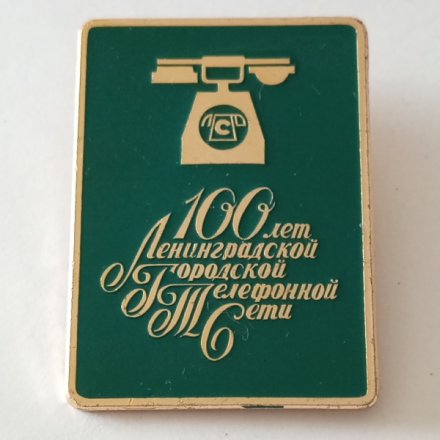 100 лет
Ленинградской
Городской
Телефонной
Сети